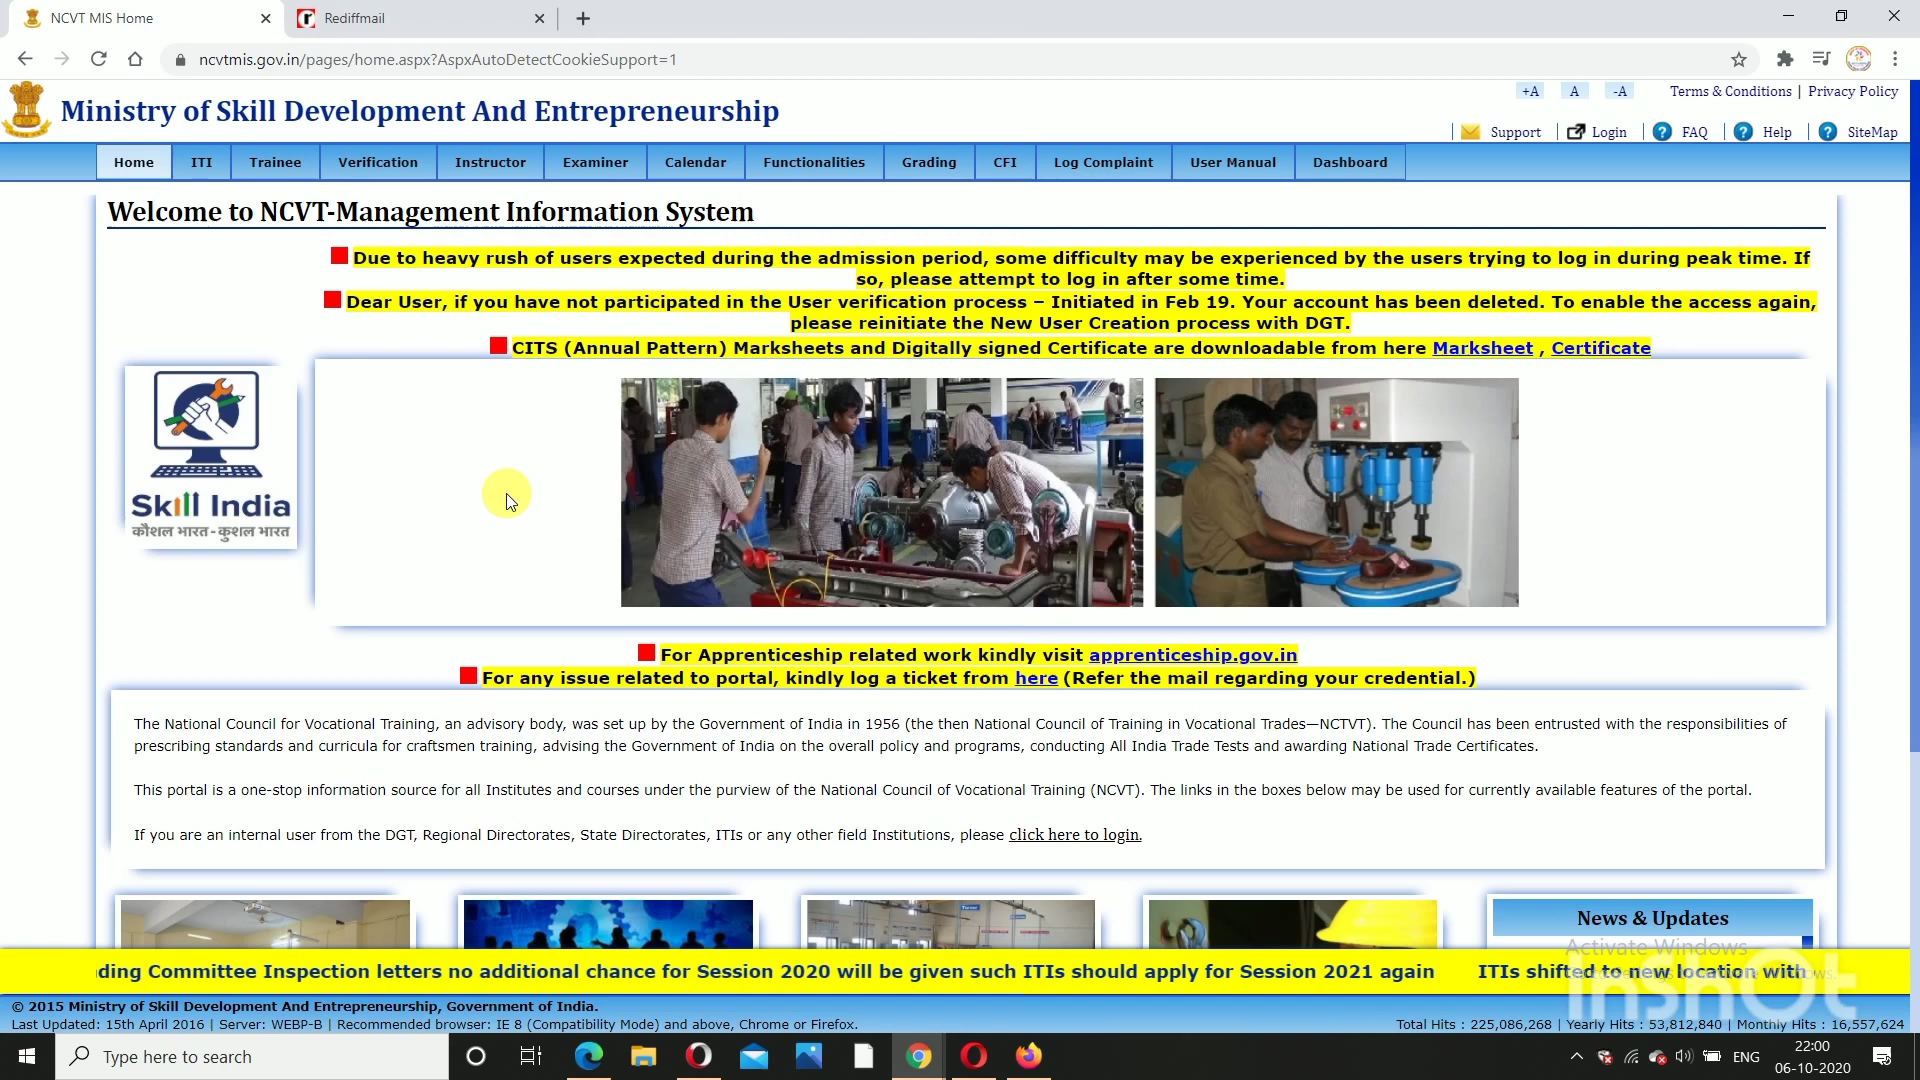 NCVT MIS Home
Rediffmail
ncvtmis.gov.in/pages/home.aspx?AspxAutoDetectCookieSupport=1
+A A -A Terms & Conditions | Privacy Policy
Ministry of Skill Development And Entrepreneurship
Support Login FAQ Help SiteMap
Home ITI Trainee Verification Instructor Examiner Calendar Functionalities Grading CFI Log Complaint User Manual Dashboard
Welcome to NCVT-Management Information System
Due to heavy rush of users expected during the admission period, some difficulty may be experienced by the users trying to log in during peak time. If
so, please attempt to log in after some time.
Dear User, if you have not participated in the User verification process – Initiated in Feb 19. Your account has been deleted. To enable the access again,
please reinitiate the New User Creation process with DGT.
CITS (Annual Pattern) Marksheets and Digitally signed Certificate are downloadable from here Marksheet , Certificate
Skill India
कौशल भारत - कुशल भारत
For Apprenticeship related work kindly visit apprenticeship.gov.in
For any issue related to portal, kindly log a ticket from here (Refer the mail regarding your credential.)
The National Council for Vocational Training, an advisory body, was set up by the Government of India in 1956 (the then National Council of Training in Vocational Trades—NCTVT). The Council has been entrusted with the responsibilities of
prescribing standards and curricula for craftsmen training, advising the Government of India on the overall policy and programs, conducting All India Trade Tests and awarding National Trade Certificates.
This portal is a one-stop information source for all Institutes and courses under the purview of the National Council of Vocational Training (NCVT). The links in the boxes below may be used for currently available features of the portal.
If you are an internal user from the DGT, Regional Directorates, State Directorates, ITIs or any other field Institutions, please click here to login.
News & Updates
Activate Windows
ding Committee Inspection letters no additional chance for Session 2020 will be given such ITIs should apply for Session 2021 again ITIs shifted to new location with
InShOt
© 2015 Ministry of Skill Development And Entrepreneurship, Government of India.
Last Updated: 15th April 2016 | Server: WEBP-B | Recommended browser: IE 8 (Compatibility Mode) and above, Chrome or Firefox.
Total Hits : 225,086,268 | Yearly Hits : 53,812,840 | Monthly Hits : 16,557,624
Type here to search
ENG
22:00
06-10-2020